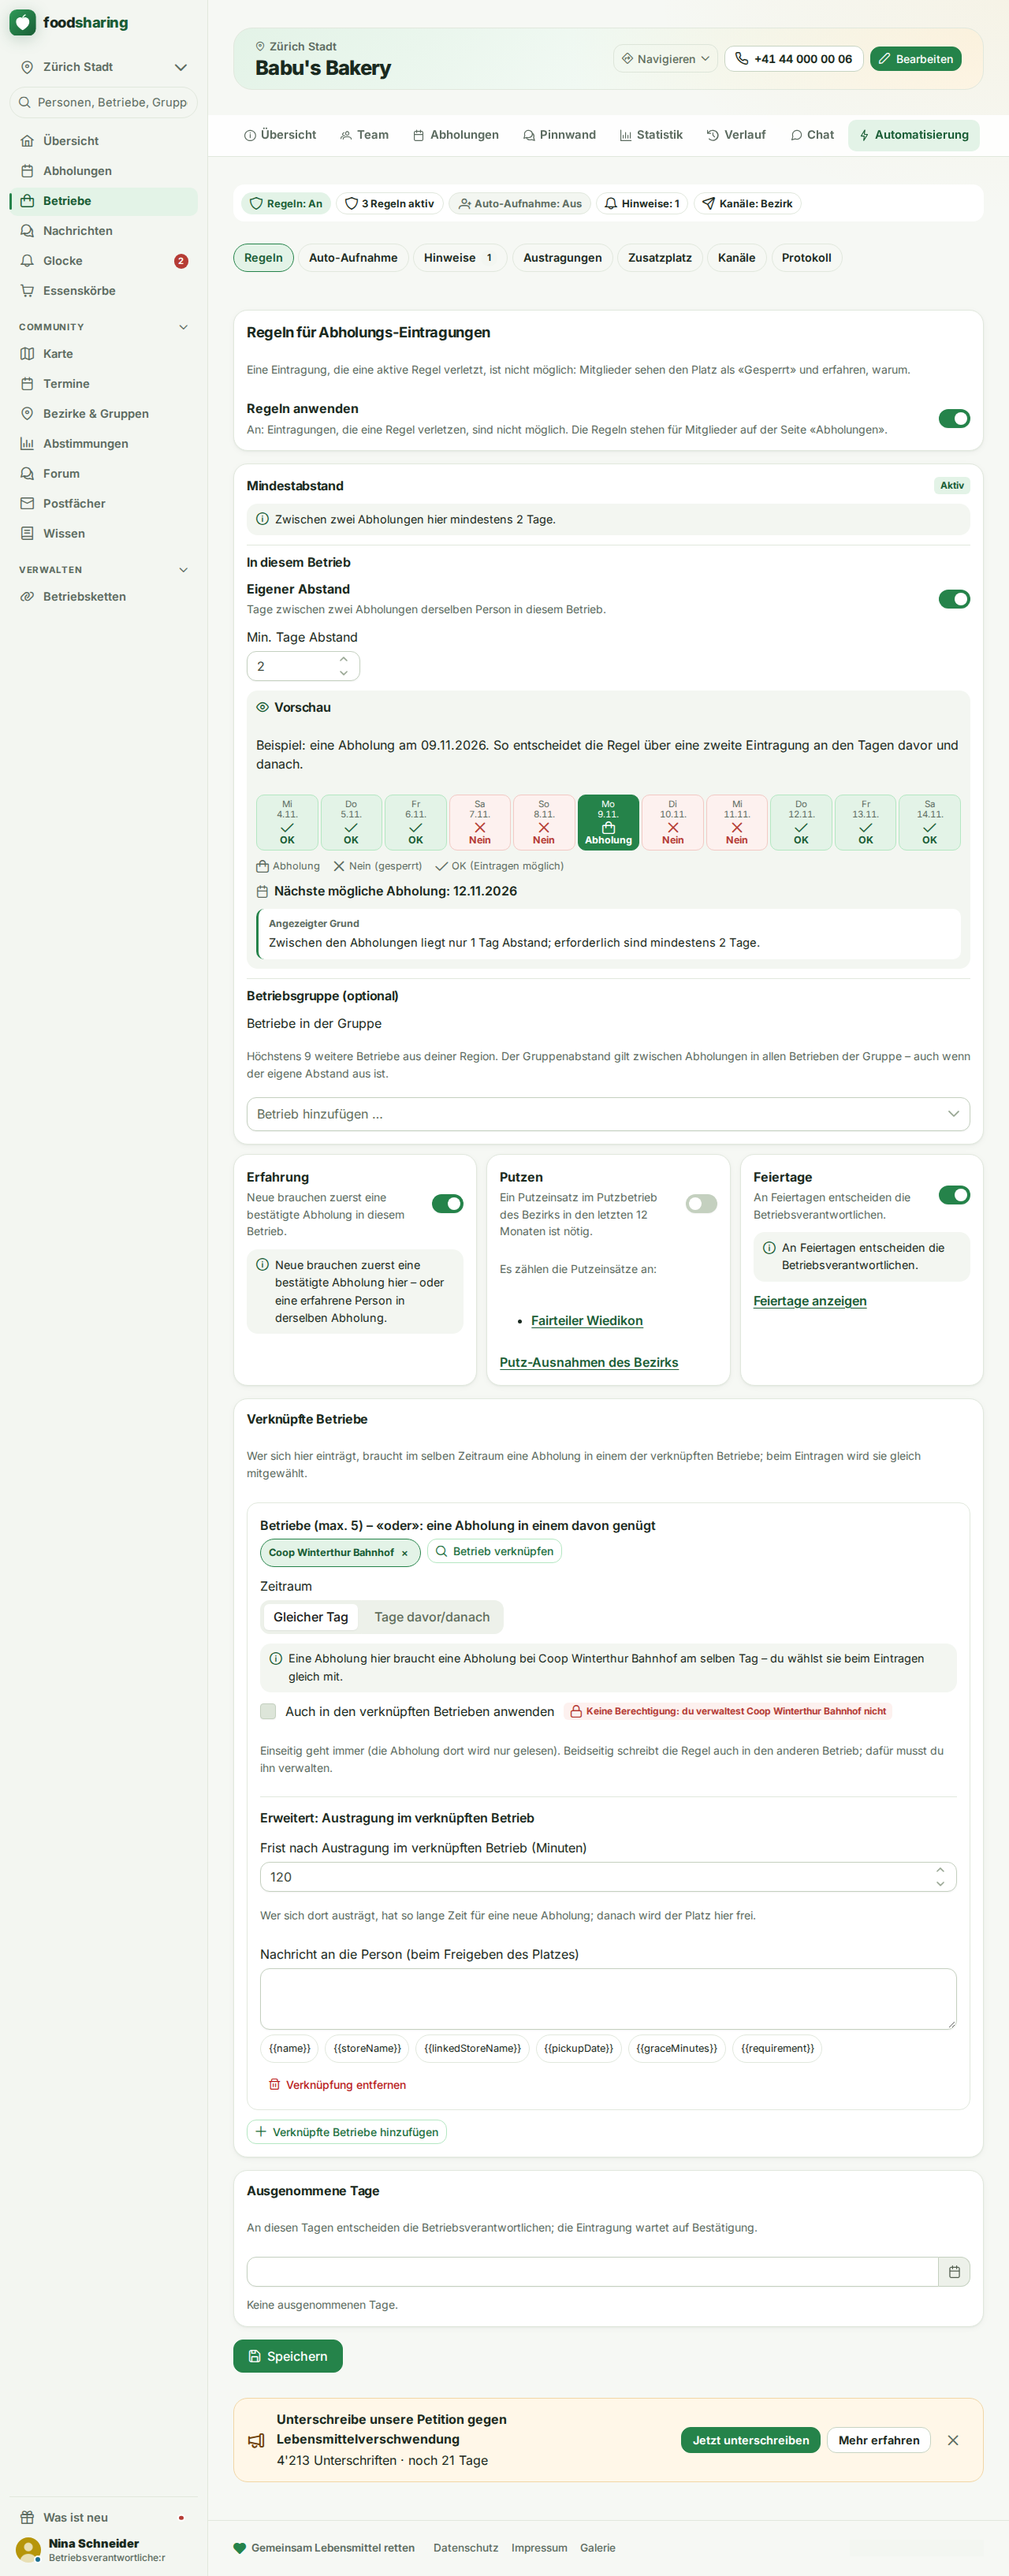 foodsharing
Zürich Stadt
Personen, Betriebe, Grupp
Übersicht
Abholungen
Betriebe
Nachrichten
Glocke 2
Essenskörbe
COMMUNITY
Karte
Termine
Bezirke & Gruppen
Abstimmungen
Forum
Postfächer
Wissen
VERWALTEN
Betriebsketten
Was ist neu
Nina Schneider
Betriebsverantwortliche:r
Zürich Stadt
Babu's Bakery
Navigieren
+41 44 000 00 06
Bearbeiten
Übersicht Team Abholungen Pinnwand Statistik Verlauf Chat Automatisierung
Regeln: An 3 Regeln aktiv Auto-Aufnahme: Aus Hinweise: 1 Kanäle: Bezirk
Regeln Auto-Aufnahme Hinweise 1 Austragungen Zusatzplatz Kanäle Protokoll
Regeln für Abholungs-Eintragungen
Eine Eintragung, die eine aktive Regel verletzt, ist nicht möglich: Mitglieder sehen den Platz als «Gesperrt» und erfahren, warum.
Regeln anwenden
An: Eintragungen, die eine Regel verletzen, sind nicht möglich. Die Regeln stehen für Mitglieder auf der Seite «Abholungen».
Mindestabstand
Aktiv
Zwischen zwei Abholungen hier mindestens 2 Tage.
In diesem Betrieb
Eigener Abstand
Tage zwischen zwei Abholungen derselben Person in diesem Betrieb.
Min. Tage Abstand
2
Vorschau
Beispiel: eine Abholung am 09.11.2026. So entscheidet die Regel über eine zweite Eintragung an den Tagen davor und
danach.
Mi Do Fr Sa So Mo Di Mi Do Fr Sa
4.11. 5.11. 6.11. 7.11. 8.11. 9.11. 10.11. 11.11. 12.11. 13.11. 14.11.
OK OK OK Nein Nein Abholung Nein Nein OK OK OK
Abholung Nein (gesperrt) OK (Eintragen möglich)
Nächste mögliche Abholung: 12.11.2026
Angezeigter Grund
Zwischen den Abholungen liegt nur 1 Tag Abstand; erforderlich sind mindestens 2 Tage.
Betriebsgruppe (optional)
Betriebe in der Gruppe
Höchstens 9 weitere Betriebe aus deiner Region. Der Gruppenabstand gilt zwischen Abholungen in allen Betrieben der Gruppe – auch wenn
der eigene Abstand aus ist.
Betrieb hinzufügen ...
Erfahrung
Neue brauchen zuerst eine
bestätigte Abholung in diesem
Betrieb.
Neue brauchen zuerst eine
bestätigte Abholung hier – oder
eine erfahrene Person in
derselben Abholung.
Putzen
Ein Putzeinsatz im Putzbetrieb
des Bezirks in den letzten 12
Monaten ist nötig.
Es zählen die Putzeinsätze an:
• Fairteiler Wiedikon
Putz-Ausnahmen des Bezirks
Feiertage
An Feiertagen entscheiden die
Betriebsverantwortlichen.
An Feiertagen entscheiden die
Betriebsverantwortlichen.
Feiertage anzeigen
Verknüpfte Betriebe
Wer sich hier einträgt, braucht im selben Zeitraum eine Abholung in einem der verknüpften Betriebe; beim Eintragen wird sie gleich
mitgewählt.
Betriebe (max. 5) – «oder»: eine Abholung in einem davon genügt
Coop Winterthur Bahnhof ×
Betrieb verknüpfen
Zeitraum
Gleicher Tag Tage davor/danach
Eine Abholung hier braucht eine Abholung bei Coop Winterthur Bahnhof am selben Tag – du wählst sie beim Eintragen
gleich mit.
Auch in den verknüpften Betrieben anwenden
Keine Berechtigung: du verwaltest Coop Winterthur Bahnhof nicht
Einseitig geht immer (die Abholung dort wird nur gelesen). Beidseitig schreibt die Regel auch in den anderen Betrieb; dafür musst du
ihn verwalten.
Erweitert: Austragung im verknüpften Betrieb
Frist nach Austragung im verknüpften Betrieb (Minuten)
120
Wer sich dort austrägt, hat so lange Zeit für eine neue Abholung; danach wird der Platz hier frei.
Nachricht an die Person (beim Freigeben des Platzes)
{{name}} {{storeName}} {{linkedStoreName}} {{pickupDate}} {{graceMinutes}} {{requirement}}
Verknüpfung entfernen
Verknüpfte Betriebe hinzufügen
Ausgenommene Tage
An diesen Tagen entscheiden die Betriebsverantwortlichen; die Eintragung wartet auf Bestätigung.
Keine ausgenommenen Tage.
Speichern
Unterschreibe unsere Petition gegen
Lebensmittelverschwendung
4'213 Unterschriften · noch 21 Tage
Jetzt unterschreiben
Mehr erfahren
Gemeinsam Lebensmittel retten Datenschutz Impressum Galerie